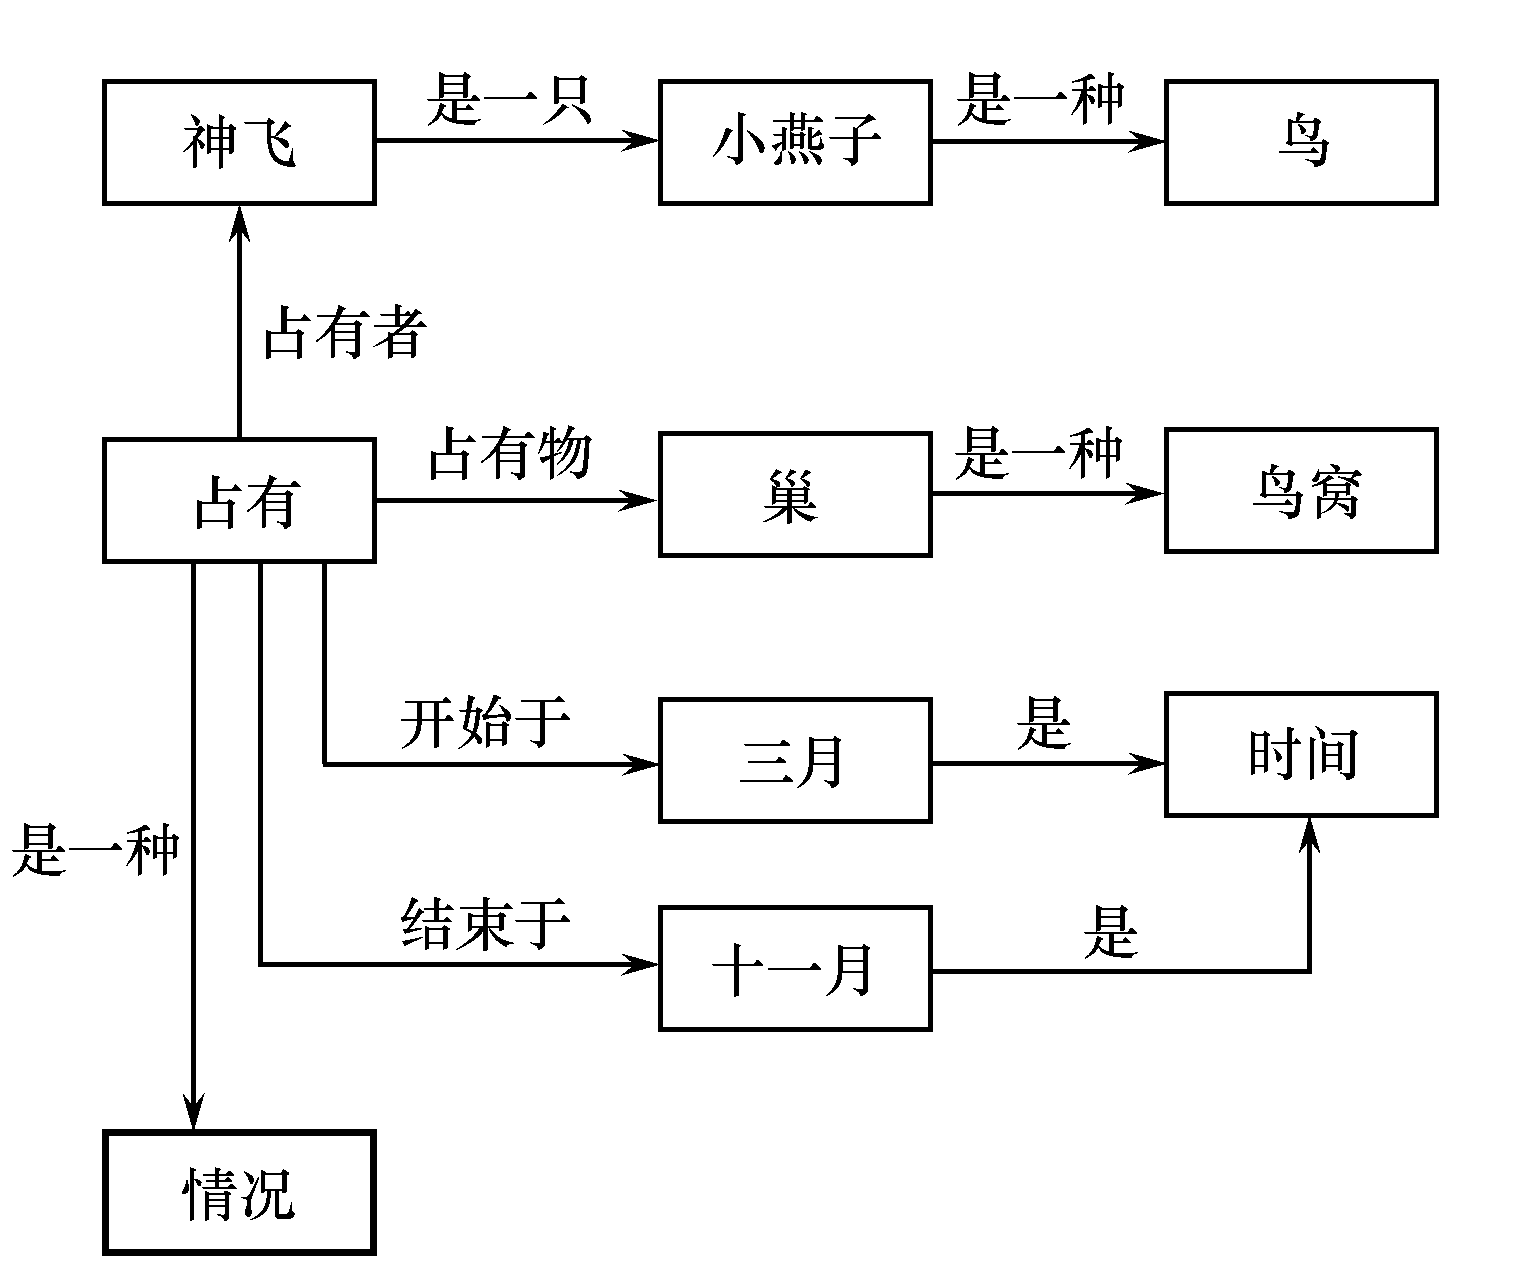 神飞
是一只
小燕子
是一种
鸟
占有者
占有
占有物
巢
是一种
鸟窝
开始于
三月
是
时间
是一种
结束于
十一月
是
情况